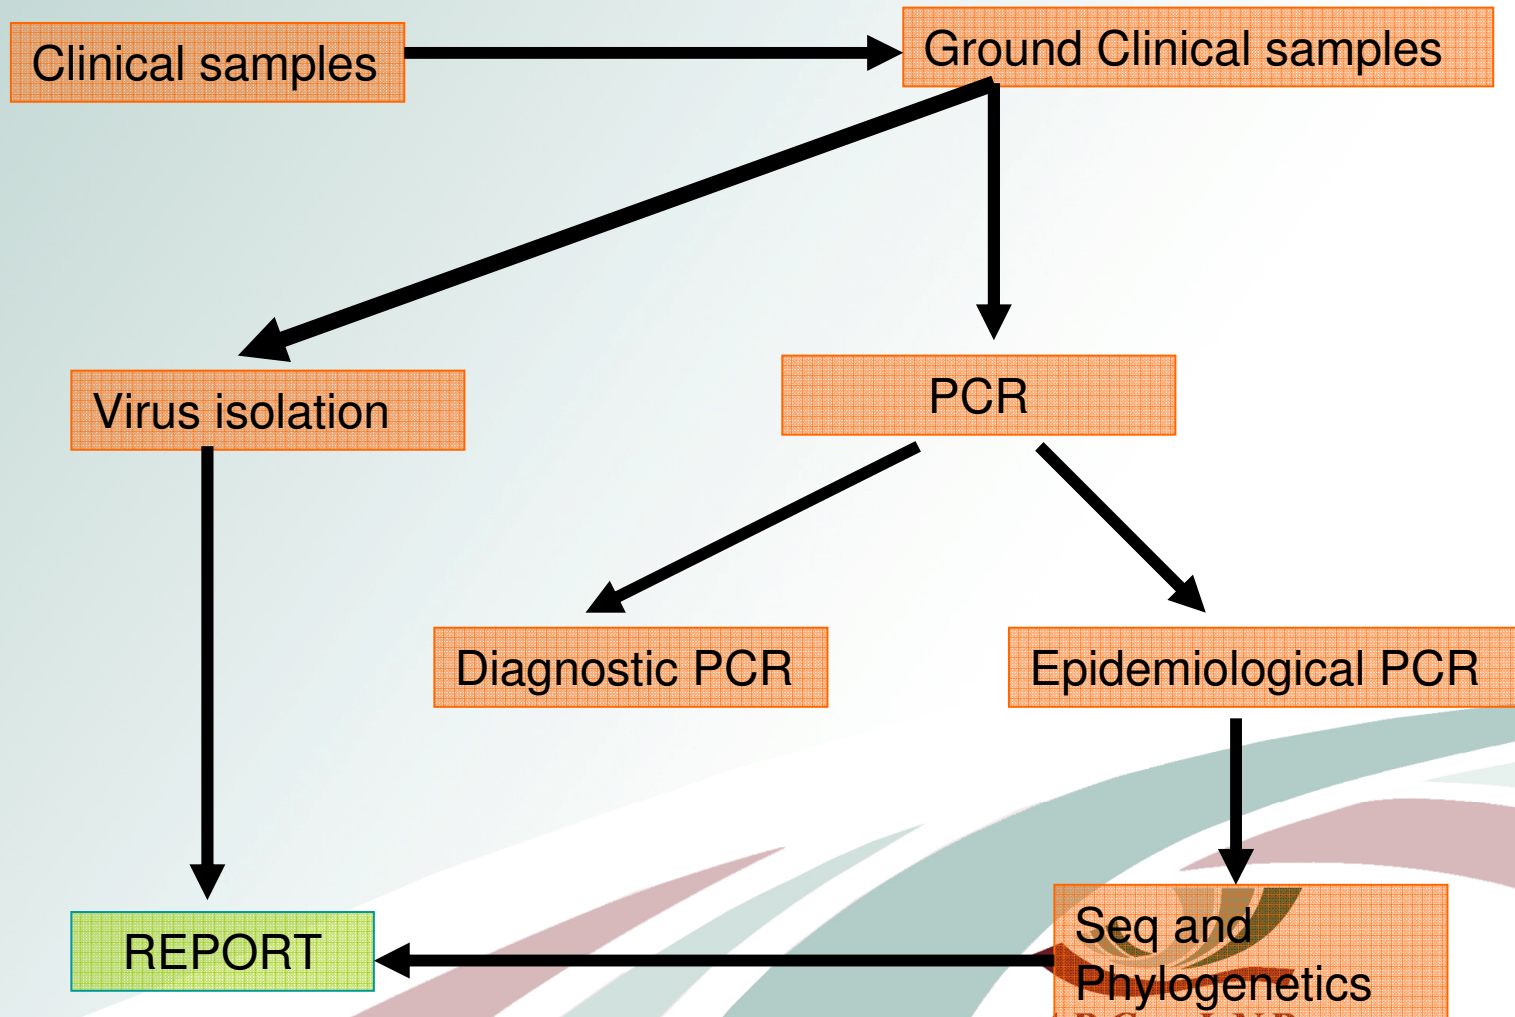 Clinical samples
Ground Clinical samples
Virus isolation
PCR
Diagnostic PCR
Epidemiological PCR
REPORT
Seq and
Phylogenetics